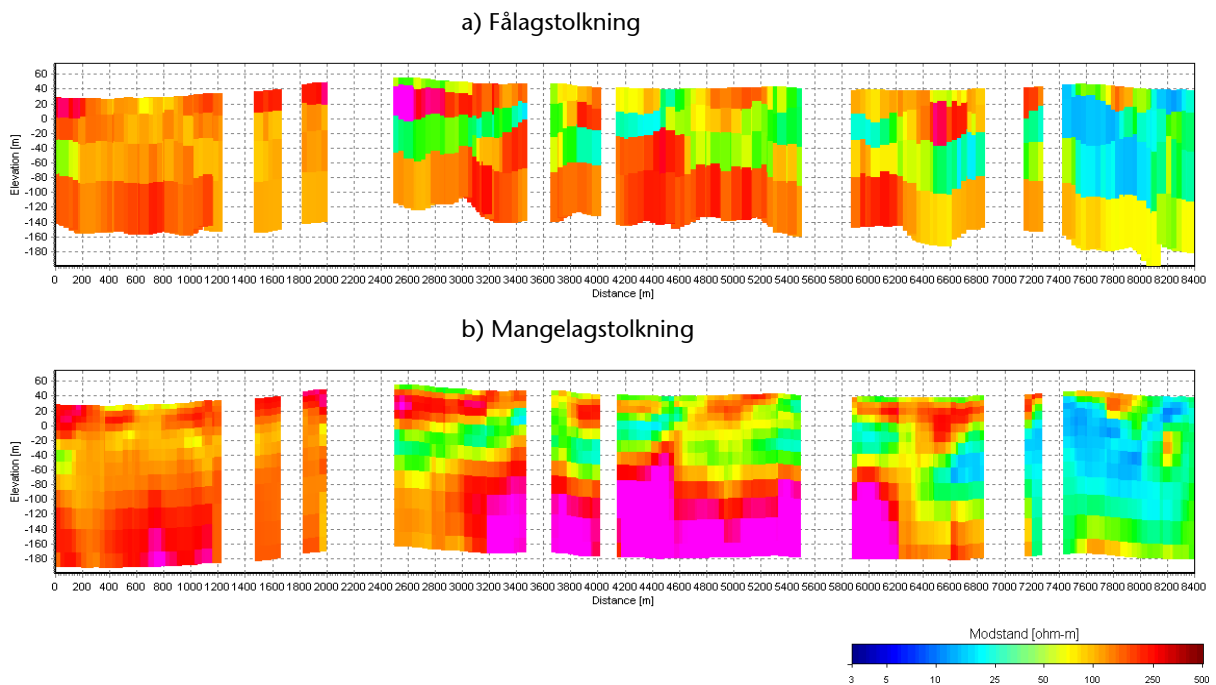 a) Fålagstolkning
60
40
20
0
-20
-40
-60
-80
-100
-120
-140
-160
Elevation [m]
0 200 400 600 800 1000 1200 1400 1600 1800 2000 2200 2400 2600 2800 3000 3200 3400 3600 3800 4000 4200 4400 4600 4800 5000 5200 5400 5600 5800 6000 6200 6400 6600 6800 7000 7200 7400 7600 7800 8000 8200 8400
Distance [m]
b) Mangelagstolkning
60
40
20
0
-20
-40
-60
-80
-100
-120
-140
-160
-180
Elevation [m]
0 200 400 600 800 1000 1200 1400 1600 1800 2000 2200 2400 2600 2800 3000 3200 3400 3600 3800 4000 4200 4400 4600 4800 5000 5200 5400 5600 5800 6000 6200 6400 6600 6800 7000 7200 7400 7600 7800 8000 8200 8400
Distance [m]
Modstand [ohm-m]
3 5 10 25 50 100 250 500